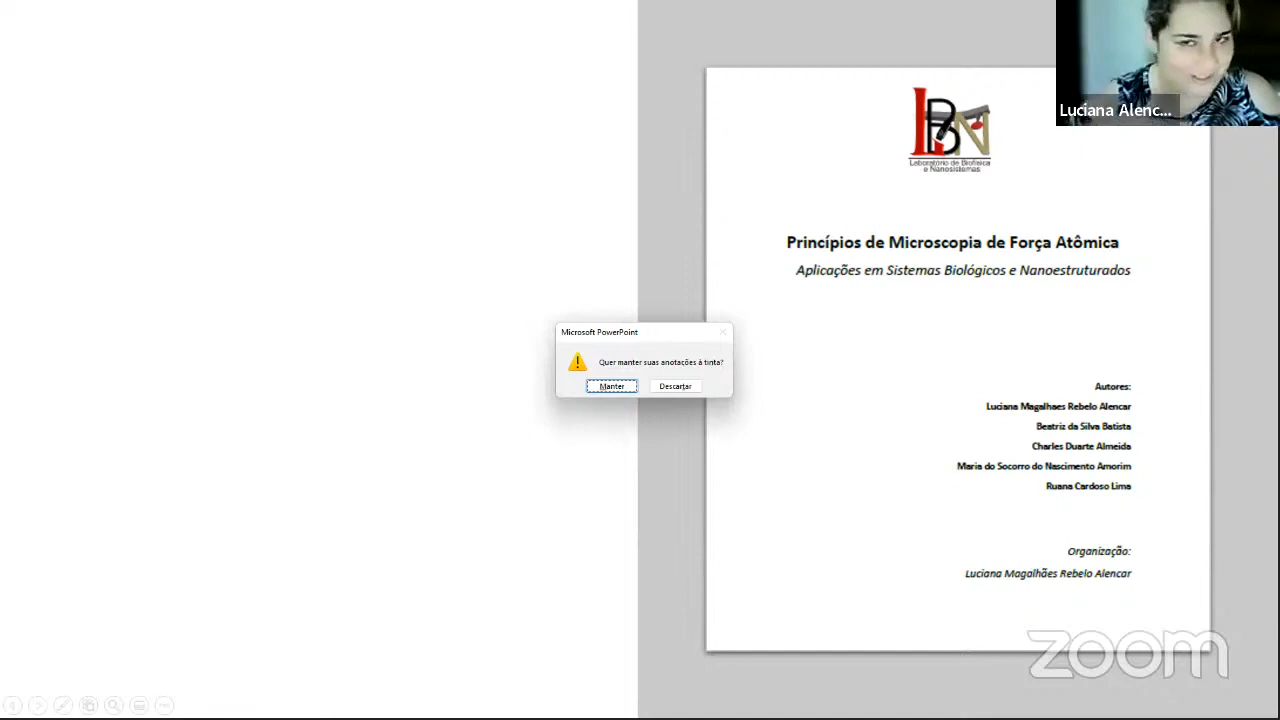 Luciana Alenc...
LBN
Laboratório de Biofísica
e Nanosistemas
Princípios de Microscopia de Força Atômica
Aplicações em Sistemas Biológicos e Nanoestruturados
Microsoft PowerPoint
Quer manter suas anotações à tinta?
Manter
Descartar
Autores:
Luciana Magalhaes Rebelo Alencar
Beatriz da Silva Batista
Charles Duarte Almeida
Maria do Socorro do Nascimento Amorim
Ruana Cardoso Lima
Organização:
Luciana Magalhães Rebelo Alencar
zoom